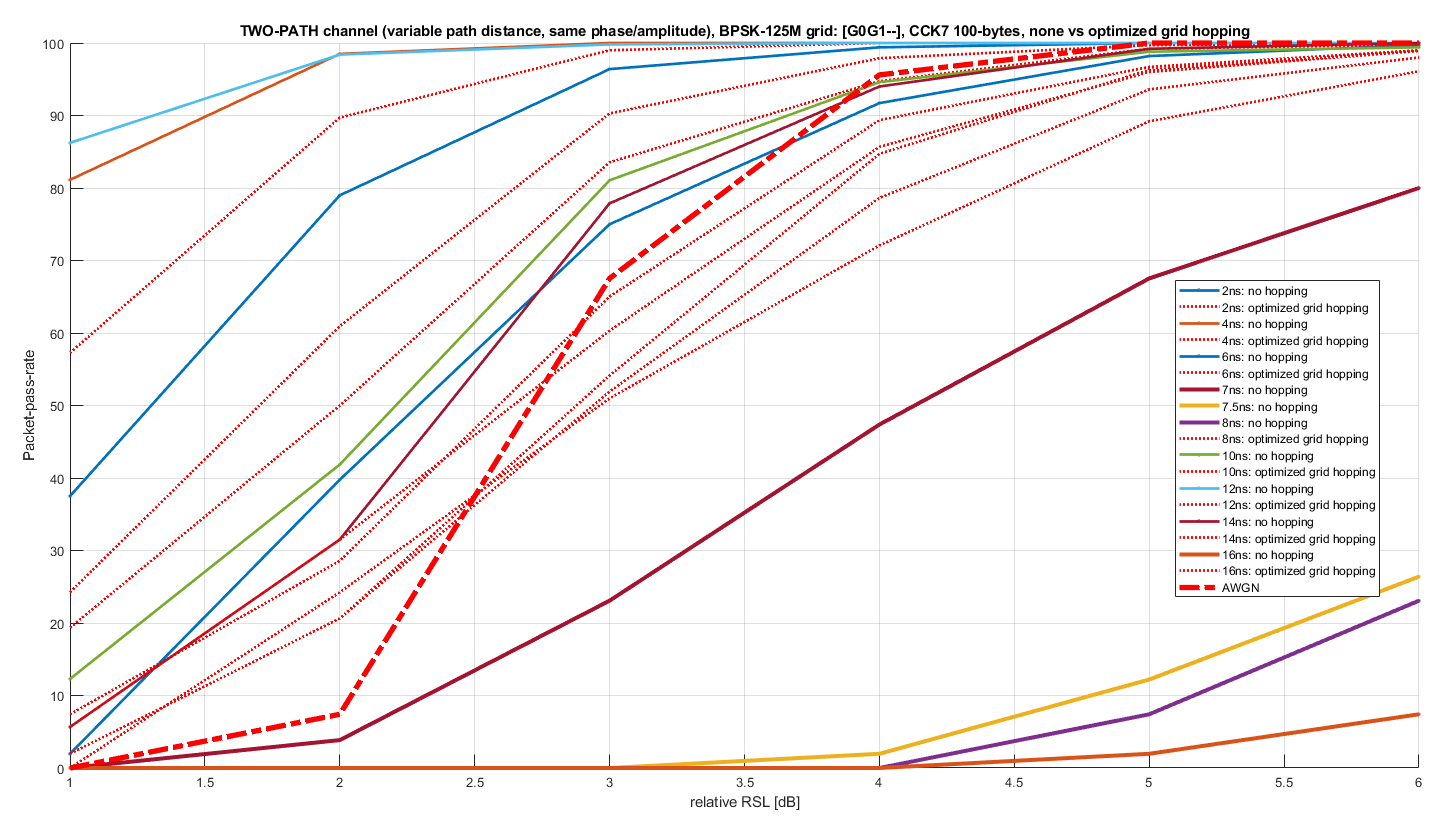 TWO-PATH channel (variable path distance, same phase/amplitude), BPSK-125M grid: [G0G1--], CCK7 100-bytes, none vs optimized grid hopping
100
90
80
70
60
50
40
30
20
10
0
Packet-pass-rate
2ns: no hopping
2ns: optimized grid hopping
4ns: no hopping
4ns: optimized grid hopping
6ns: no hopping
6ns: optimized grid hopping
7ns: no hopping
7.5ns: no hopping
8ns: no hopping
8ns: optimized grid hopping
10ns: no hopping
10ns: optimized grid hopping
12ns: no hopping
12ns: optimized grid hopping
14ns: no hopping
14ns: optimized grid hopping
16ns: no hopping
16ns: optimized grid hopping
AWGN
1 1.5 2 2.5 3 3.5 4 4.5 5 5.5 6
relative RSL [dB]